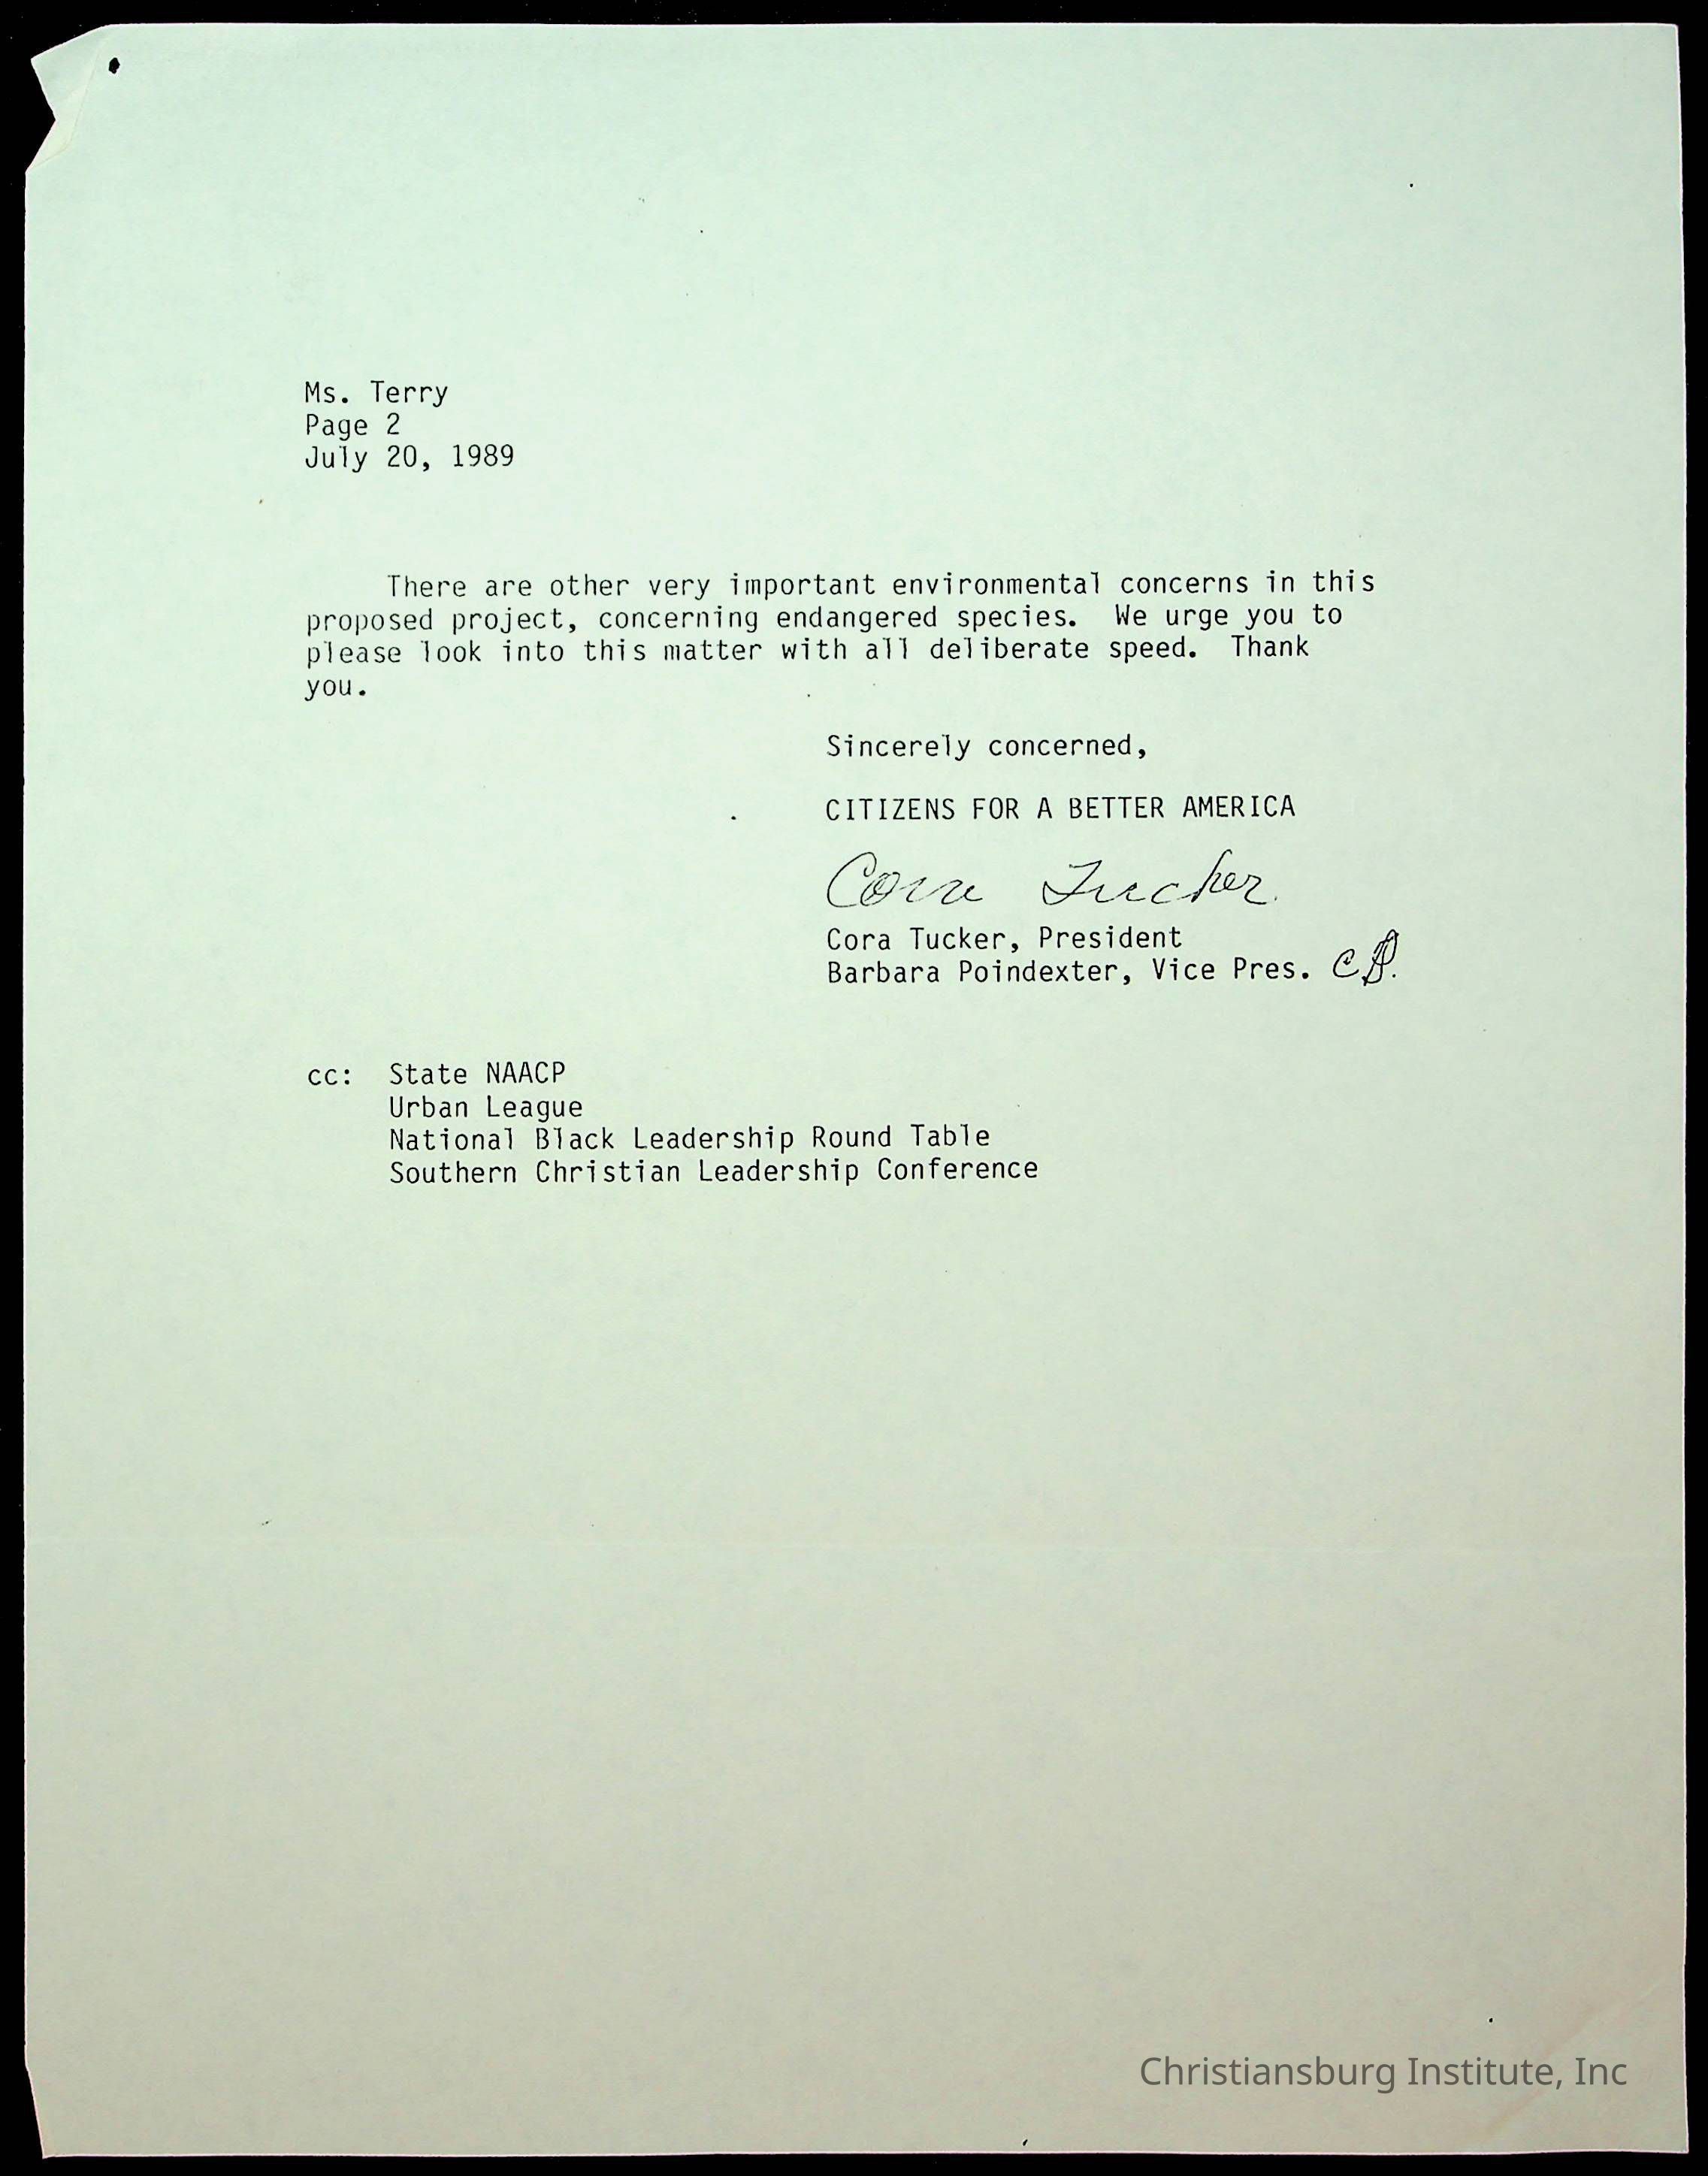 Ms. Terry
Page 2
July 20, 1989
There are other very important environmental concerns in this
proposed project, concerning endangered species. We urge you to
please look into this matter with all deliberate speed. Thank
you.
Sincerely concerned,
CITIZENS FOR A BETTER AMERICA
Cora Tucker
Cora Tucker, President
Barbara Poindexter, Vice Pres.
cc: State NAACP
Urban League
National Black Leadership Round Table
Southern Christian Leadership Conference
Christiansburg Institute, Inc